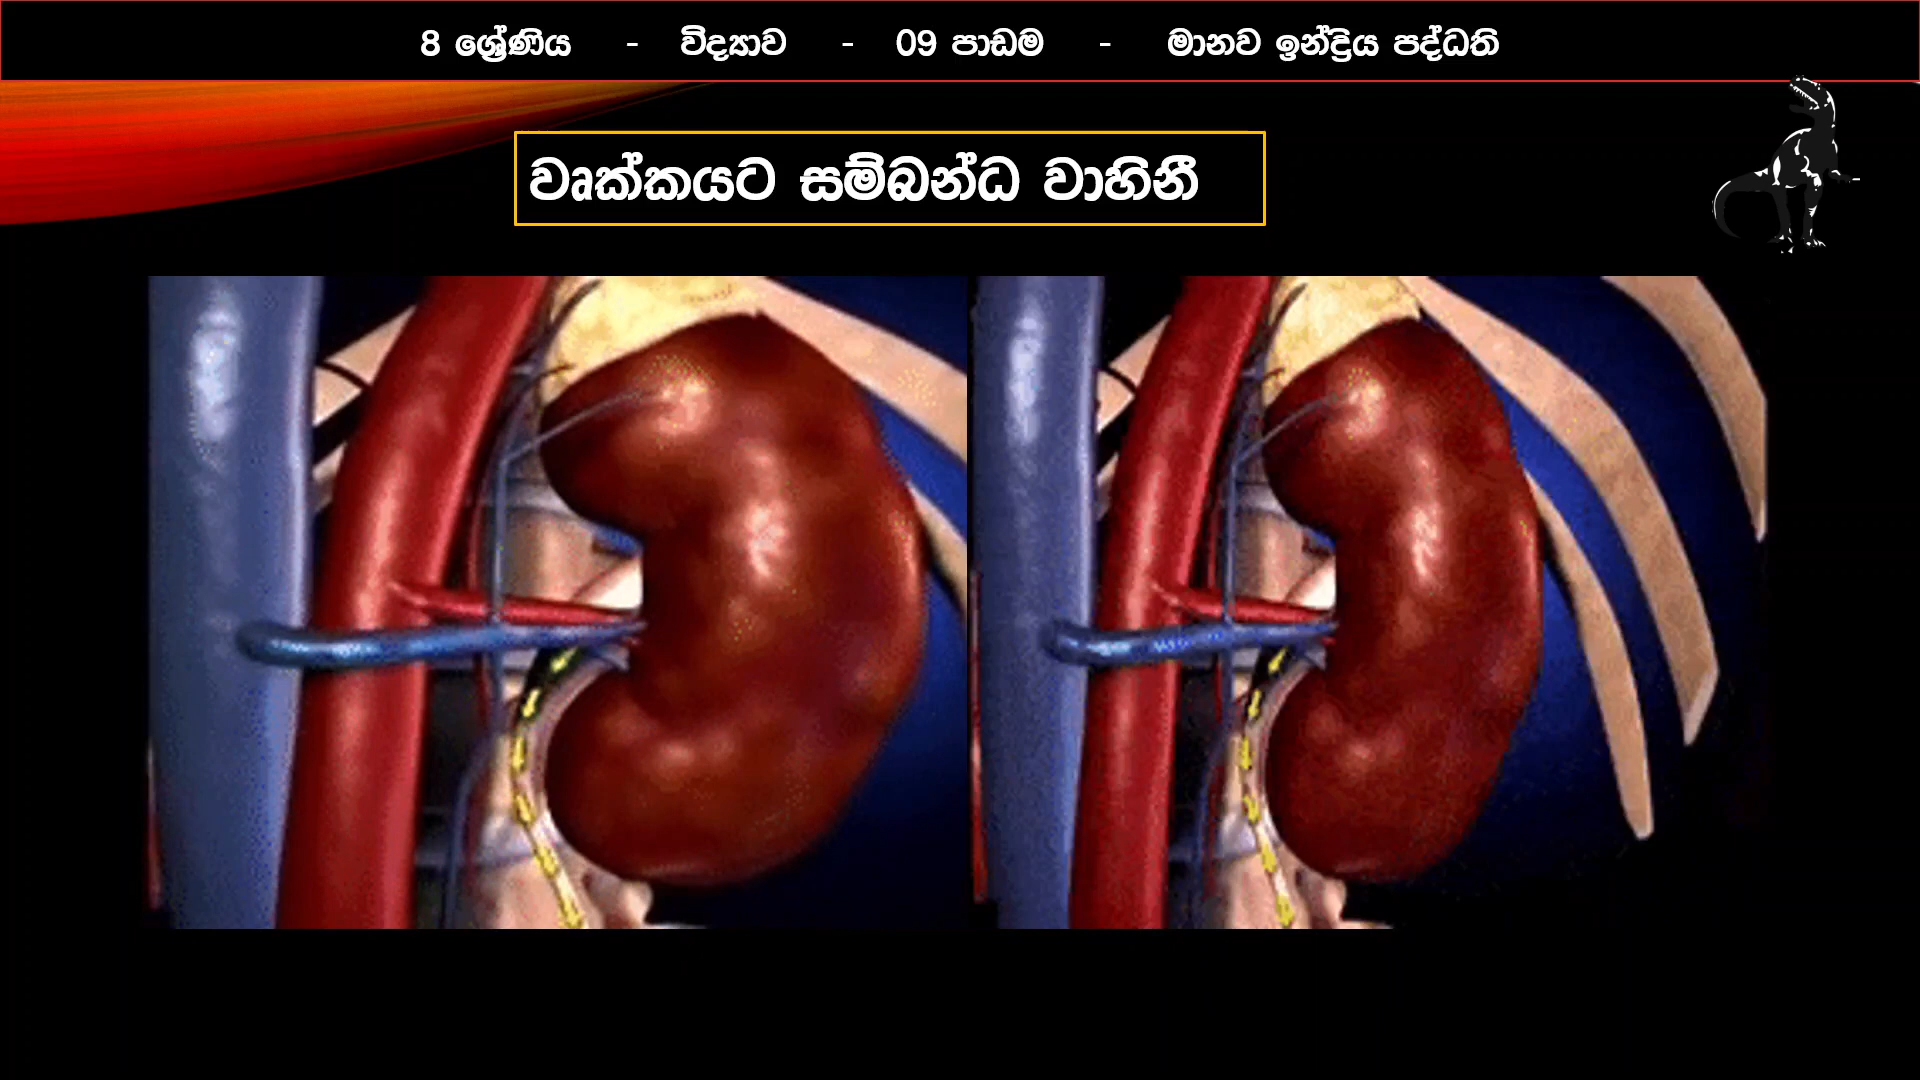 8 ශ්‍රේණිය - විද්‍යාව - 09 පාඩම - මානව ඉන්ද්‍රිය පද්ධති
වෘක්කයට සම්බන්ධ වාහිනී